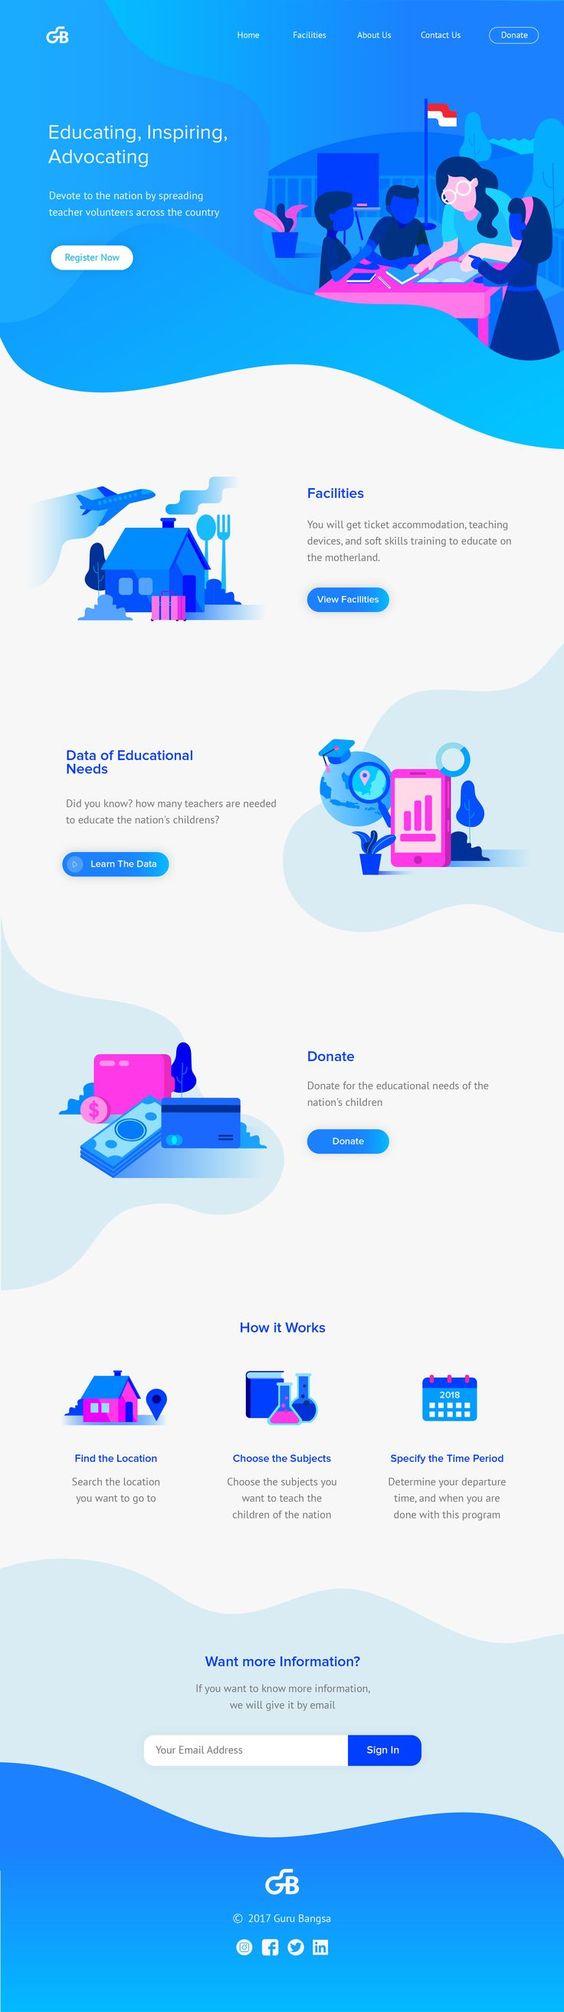 GB
Home
Facilities
About Us
Contact Us
Donate
Educating, Inspiring,
Advocating
Devote to the nation by spreading
teacher volunteers across the country
Register Now
Facilities
You will get ticket accommodation, teaching
devices, and soft skills training to educate on
the motherland.
View Facilities
Data of Educational
Needs
Did you know? how many teachers are needed
to educate the nation's childrens?
Learn The Data
$
Donate
Donate for the educational needs of the
nation's children
Donate
How it Works
2018
Find the Location
Search the location
you want to go to
Choose the Subjects
Choose the subjects you
want to teach the
children of the nation
Specify the Time Period
Determine your departure
time, and when you are
done with this program
Want more Information?
If you want to know more information,
we will give it by email
Your Email Address
Sign In
GB
© 2017 Guru Bangsa